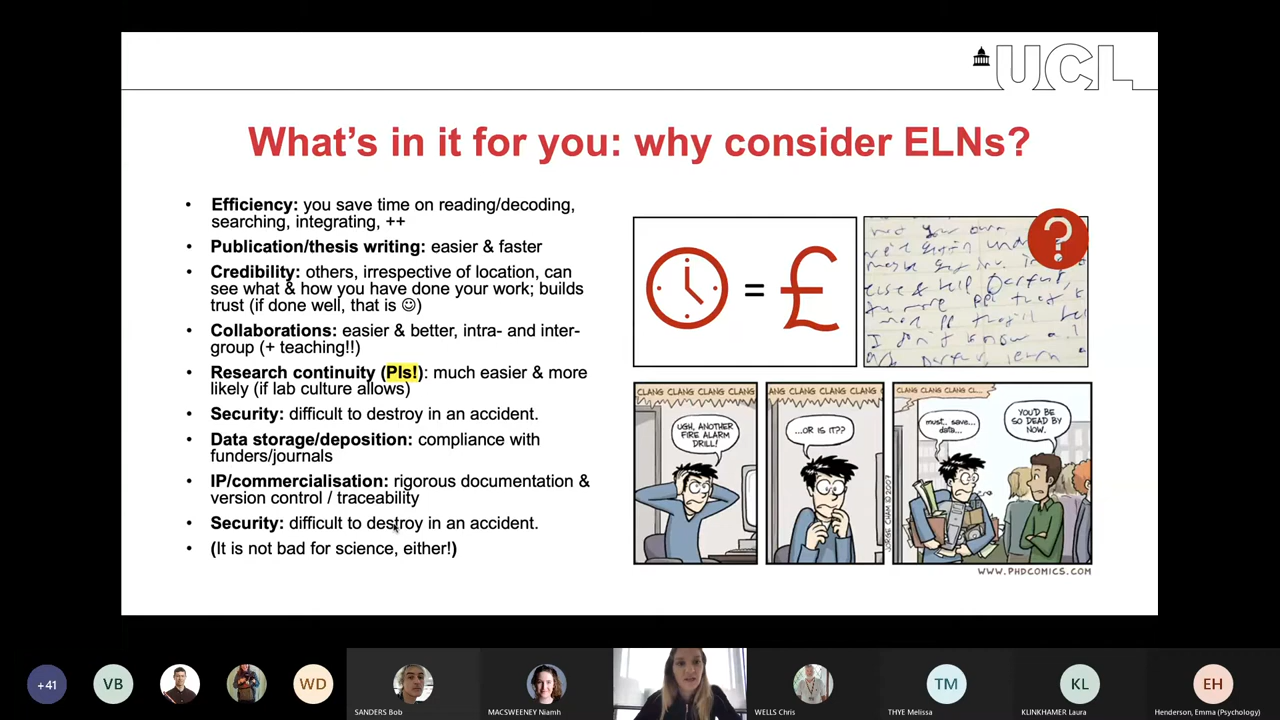 UCL
What's in it for you: why consider ELNs?
• Efficiency: you save time on reading/decoding,
searching, integrating, ++
• Publication/thesis writing: easier & faster
• Credibility: others, irrespective of location, can
see what & how you have done your work; builds
trust (if done well, that is ☺)
• Collaborations: easier & better, intra- and inter-
group (+ teaching!!)
• Research continuity (PIs!): much easier & more
likely (if lab culture allows)
• Security: difficult to destroy in an accident.
• Data storage/deposition: compliance with
funders/journals
• IP/commercialisation: rigorous documentation &
version control / traceability
• Security: difficult to destroy in an accident.
• (It is not bad for science, either!)
= £
?
I don't know
CLANG CLANG CLANG CLANG
UGH, ANOTHER
FIRE ALARM
DRILL!
ANG CLANG CLANG CLANG CL
...OR IS IT??
CLANG CLANG CLANG CL...
must.. save...
data...
YOU'D BE
SO DEAD BY
NOW.
JORGE CHAM ©2007
WWW.PHDCOMICS.COM
+41
VB
WD
SANDERS Bob
MACSWEENEY Niamh
WELLS Chris
TM
THYE Melissa
KL
KLINKHAMER Laura
EH
Henderson, Emma (Psychology)